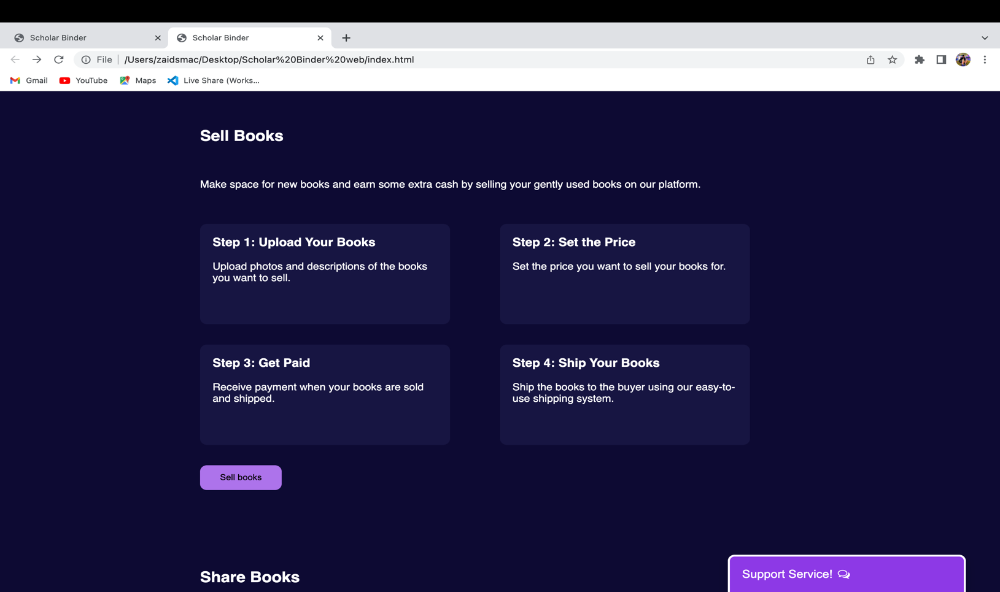 Scholar Binder
Scholar Binder
File
/Users/zaidsmac/Desktop/Scholar%20Binder%20web/index.html
Gmail
YouTube
Maps
Live Share (Works...
Sell Books
Make space for new books and earn some extra cash by selling your gently used books on our platform.
Step 1: Upload Your Books
Upload photos and descriptions of the books
you want to sell.
Step 2: Set the Price
Set the price you want to sell your books for.
Step 3: Get Paid
Receive payment when your books are sold
and shipped.
Step 4: Ship Your Books
Ship the books to the buyer using our easy-to-
use shipping system.
Sell books
Share Books
Support Service!